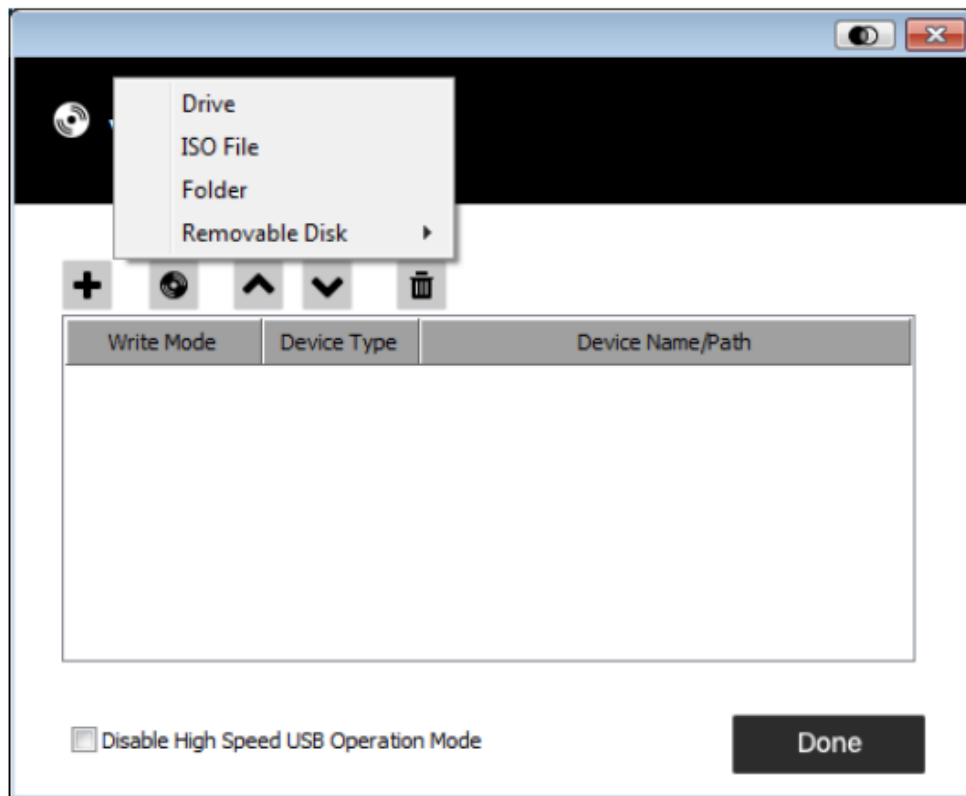 Drive
ISO File
Folder
Removable Disk
Write Mode Device Type Device Name/Path
Disable High Speed USB Operation Mode
Done